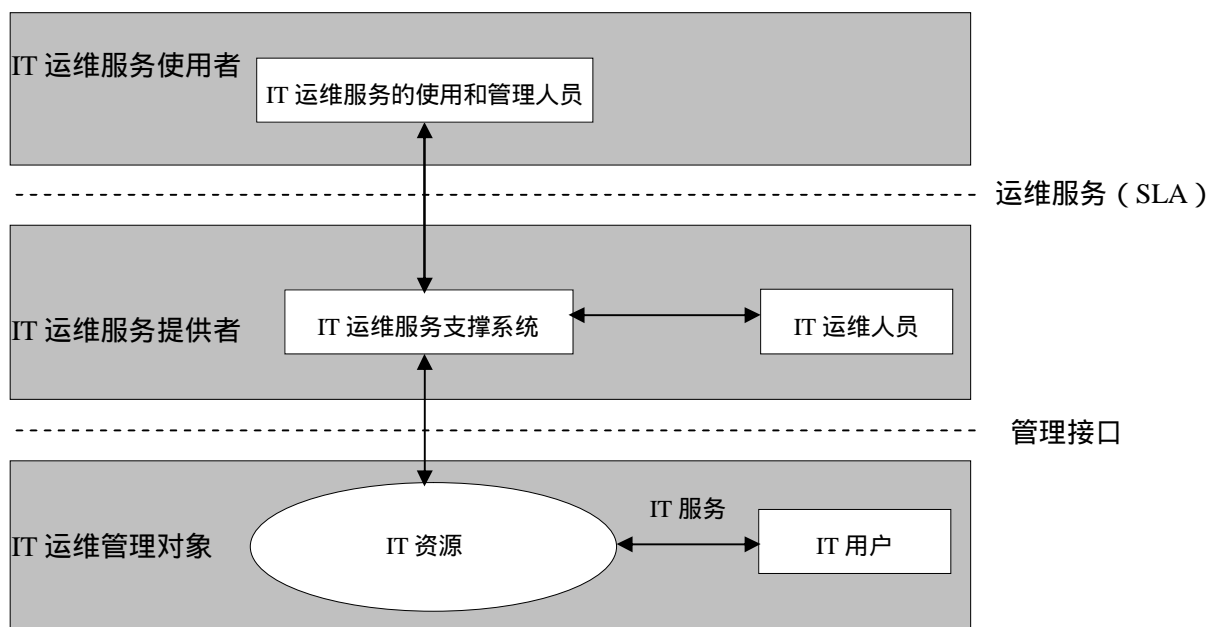 IT 运维服务使用者
IT 运维服务的使用和管理人员
运维服务（SLA）
IT 运维服务提供者
IT 运维服务支撑系统
IT 运维人员
管理接口
IT 服务
IT 运维管理对象
IT 资源
IT 用户